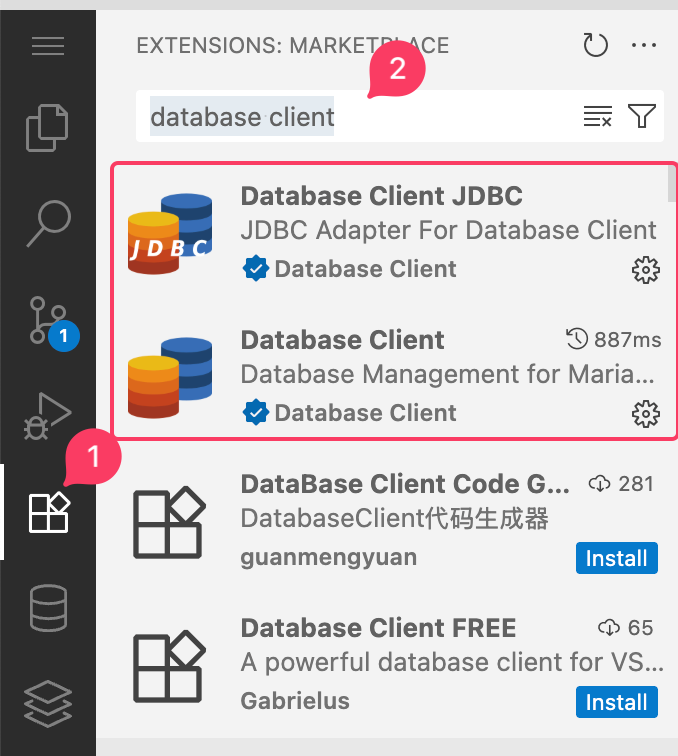 EXTENSIONS: MARKETPLACE
2
database client
Database Client JDBC
JDBC Adapter For Database Client
JDBC
Database Client
Database Client
887ms
Database Management for Maria...
Database Client
1
1
DataBase Client Code G...
281
DatabaseClient代码生成器
guanmengyuan
Install
Database Client FREE
65
A powerful database client for VS...
Gabrielus
Install